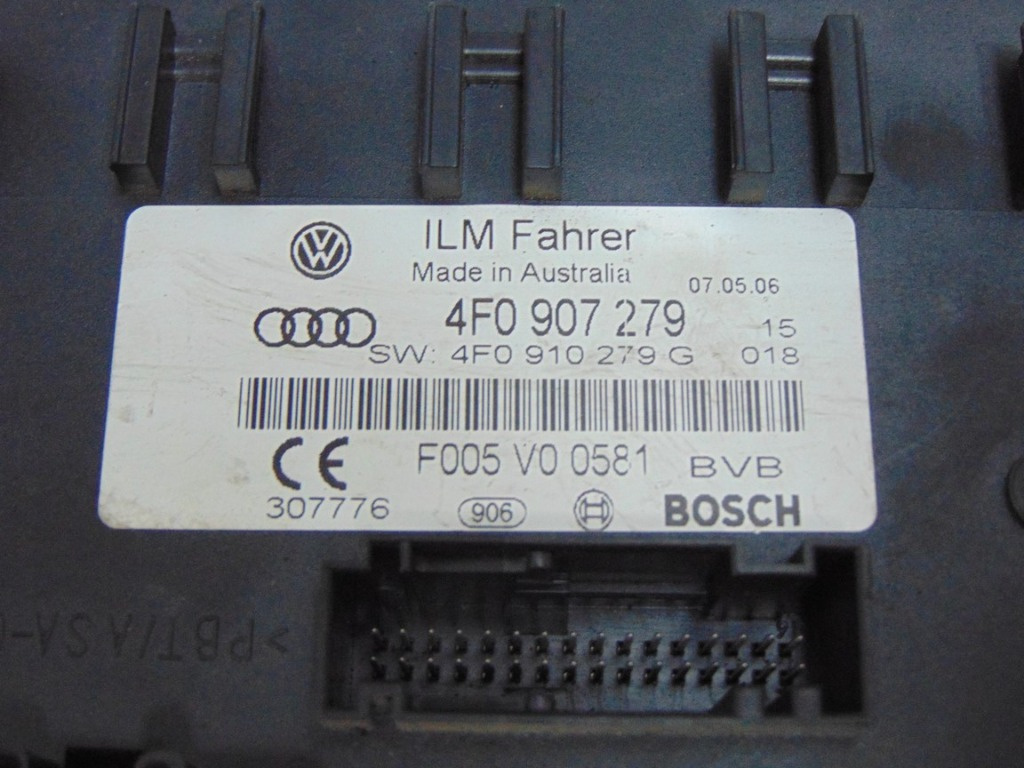 ILM Fahrer
Made in Australia
07.05.06
4F0 907 279 15
SW: 4F0 910 279 G 018
F005 V0 0581 BVB
CE
307776 906 BOSCH
>PBT/ASA-